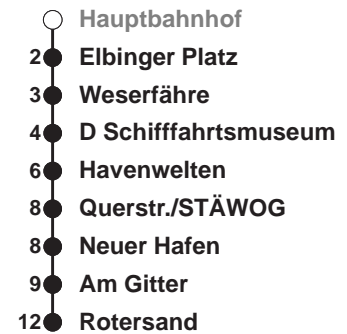 Hauptbahnhof
2 Elbinger Platz
3 Weserfähre
4 D Schifffahrtsmuseum
6 Havenwelten
8 Querstr./STÄWOG
8 Neuer Hafen
9 Am Gitter
12 Rotersand